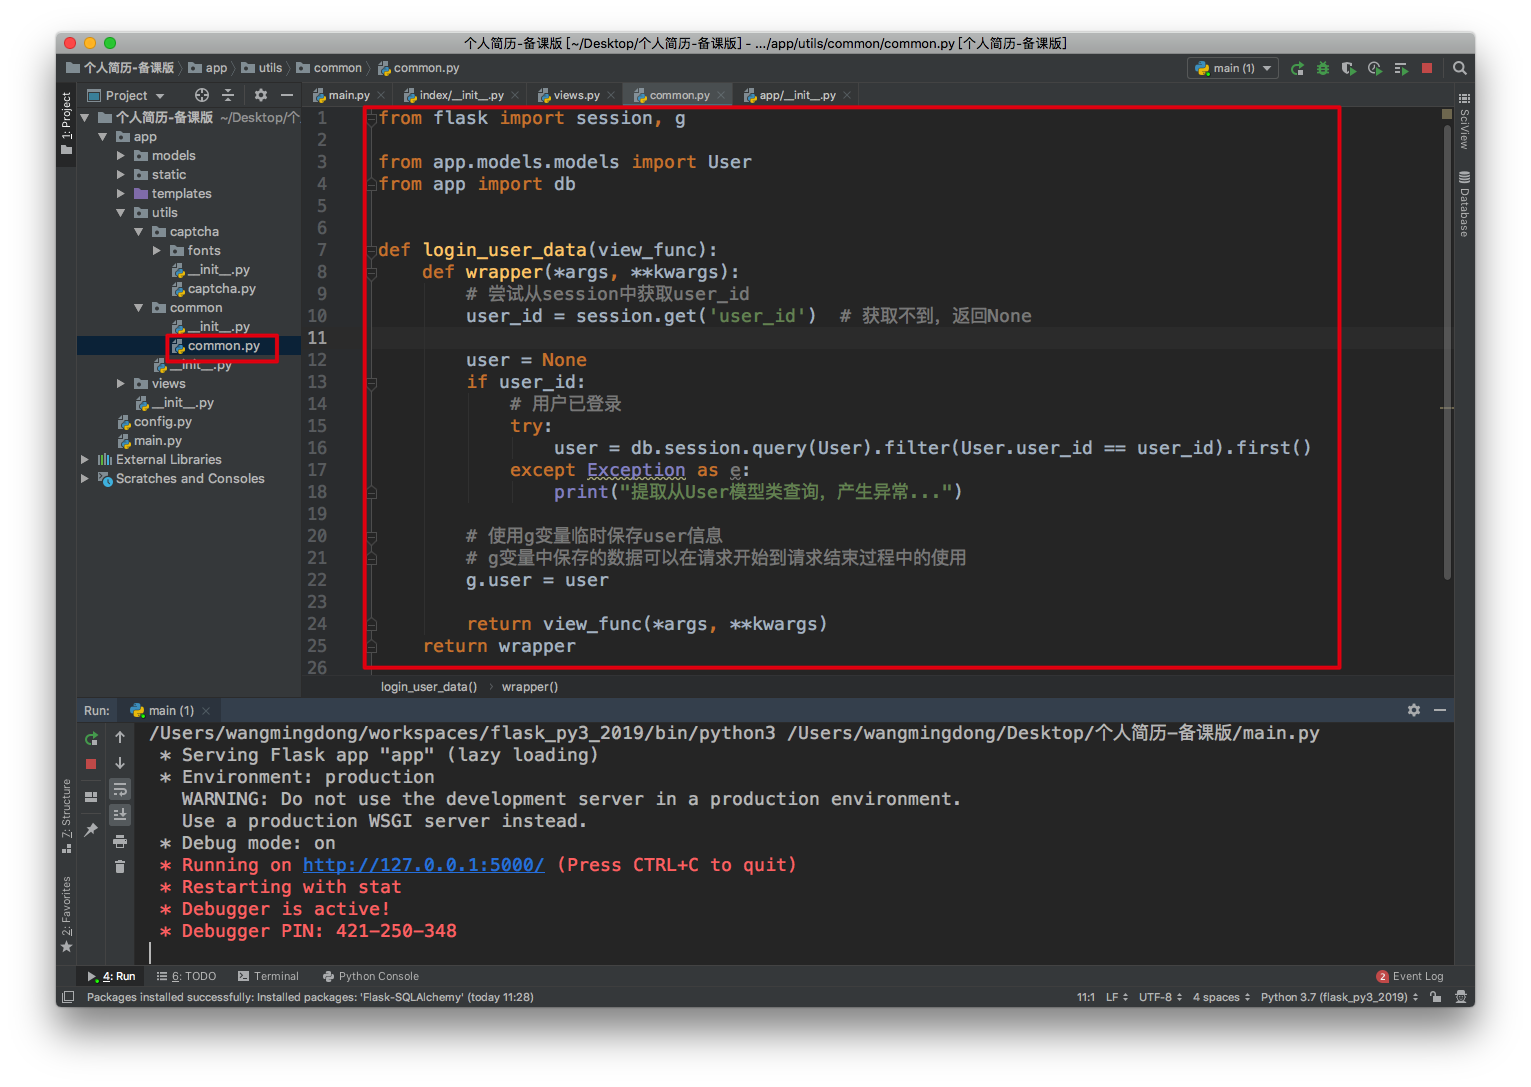 个人简历-备课版 [~/Desktop/个人简历-备课版] - .../app/utils/common/common.py [个人简历-备课版]
个人简历-备课版 app utils common common.py
main (1)
Project
main.py
index/__init__.py
views.py
common.py
app/__init__.py
1: Project
个人简历-备课版 ~/Desktop/个
app
models
static
templates
utils
captcha
fonts
__init__.py
captcha.py
common
__init__.py
common.py
__init__.py
views
__init__.py
config.py
main.py
External Libraries
Scratches and Consoles
1 from flask import session, g
2
3 from app.models.models import User
4 from app import db
5
6
7 def login_user_data(view_func):
8 def wrapper(*args, **kwargs):
9 # 尝试从session中获取user_id
10 user_id = session.get('user_id')  # 获取不到，返回None
11
12 user = None
13 if user_id:
14 # 用户已登录
15 try:
16 user = db.session.query(User).filter(User.user_id == user_id).first()
17 except Exception as e:
18 print("提取从User模型类查询，产生异常...")
19
20 # 使用g变量临时保存user信息
21 # g变量中保存的数据可以在请求开始到请求结束过程中的使用
22 g.user = user
23
24 return view_func(*args, **kwargs)
25 return wrapper
26
login_user_data() wrapper()
SciView
Database
Run: main (1)
/Users/wangmingdong/workspaces/flask_py3_2019/bin/python3 /Users/wangmingdong/Desktop/个人简历-备课版/main.py
* Serving Flask app "app" (lazy loading)
* Environment: production
WARNING: Do not use the development server in a production environment.
Use a production WSGI server instead.
* Debug mode: on
* Running on http://127.0.0.1:5000/ (Press CTRL+C to quit)
* Restarting with stat
* Debugger is active!
* Debugger PIN: 421-250-348
7: Structure
2: Favorites
4: Run
6: TODO
Terminal
Python Console
2 Event Log
Packages installed successfully: Installed packages: 'Flask-SQLAlchemy' (today 11:28)
11:1 LF UTF-8 4 spaces Python 3.7 (flask_py3_2019)